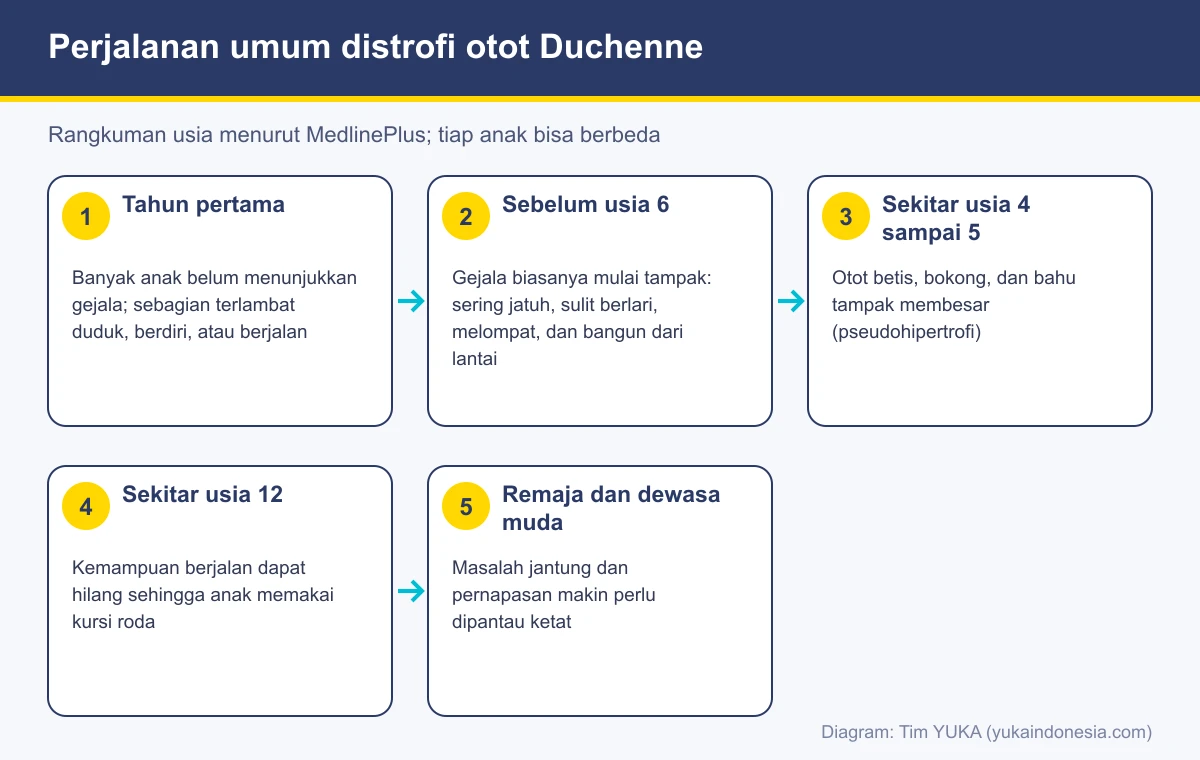 Perjalanan umum distrofi otot Duchenne
Rangkuman usia menurut MedlinePlus; tiap anak bisa berbeda
1
Tahun pertama
Banyak anak belum menunjukkan
gejala; sebagian terlambat
duduk, berdiri, atau berjalan
2
Sebelum usia 6
Gejala biasanya mulai tampak:
sering jatuh, sulit berlari,
melompat, dan bangun dari
lantai
3
Sekitar usia 4
sampai 5
Otot betis, bokong, dan bahu
tampak membesar
(pseudohipertrofi)
4
Sekitar usia 12
Kemampuan berjalan dapat
hilang sehingga anak memakai
kursi roda
5
Remaja dan dewasa
muda
Masalah jantung dan
pernapasan makin perlu
dipantau ketat
Diagram: Tim YUKA (yukaindonesia.com)